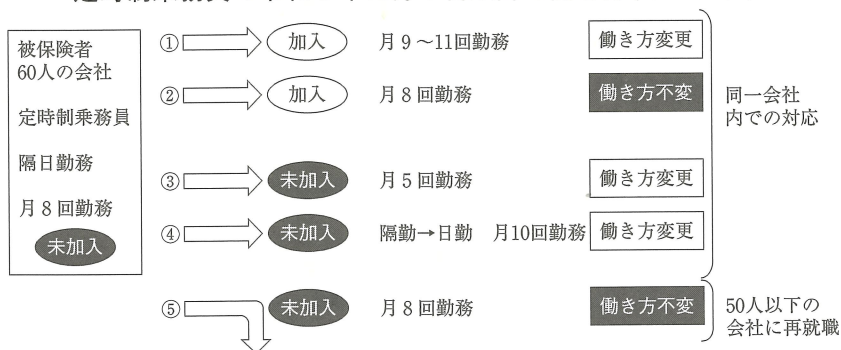 被保険者
60人の会社
定時制乗務員
隔日勤務
月8回勤務
未加入
① 加入 月9～11回勤務 働き方変更
② 加入 月8回勤務 働き方不変
③ 未加入 月5回勤務 働き方変更
④ 未加入 隔勤→日勤 月10回勤務 働き方変更
同一会社
内での対応
⑤ 未加入 月8回勤務 働き方不変
50人以下の
会社に再就職